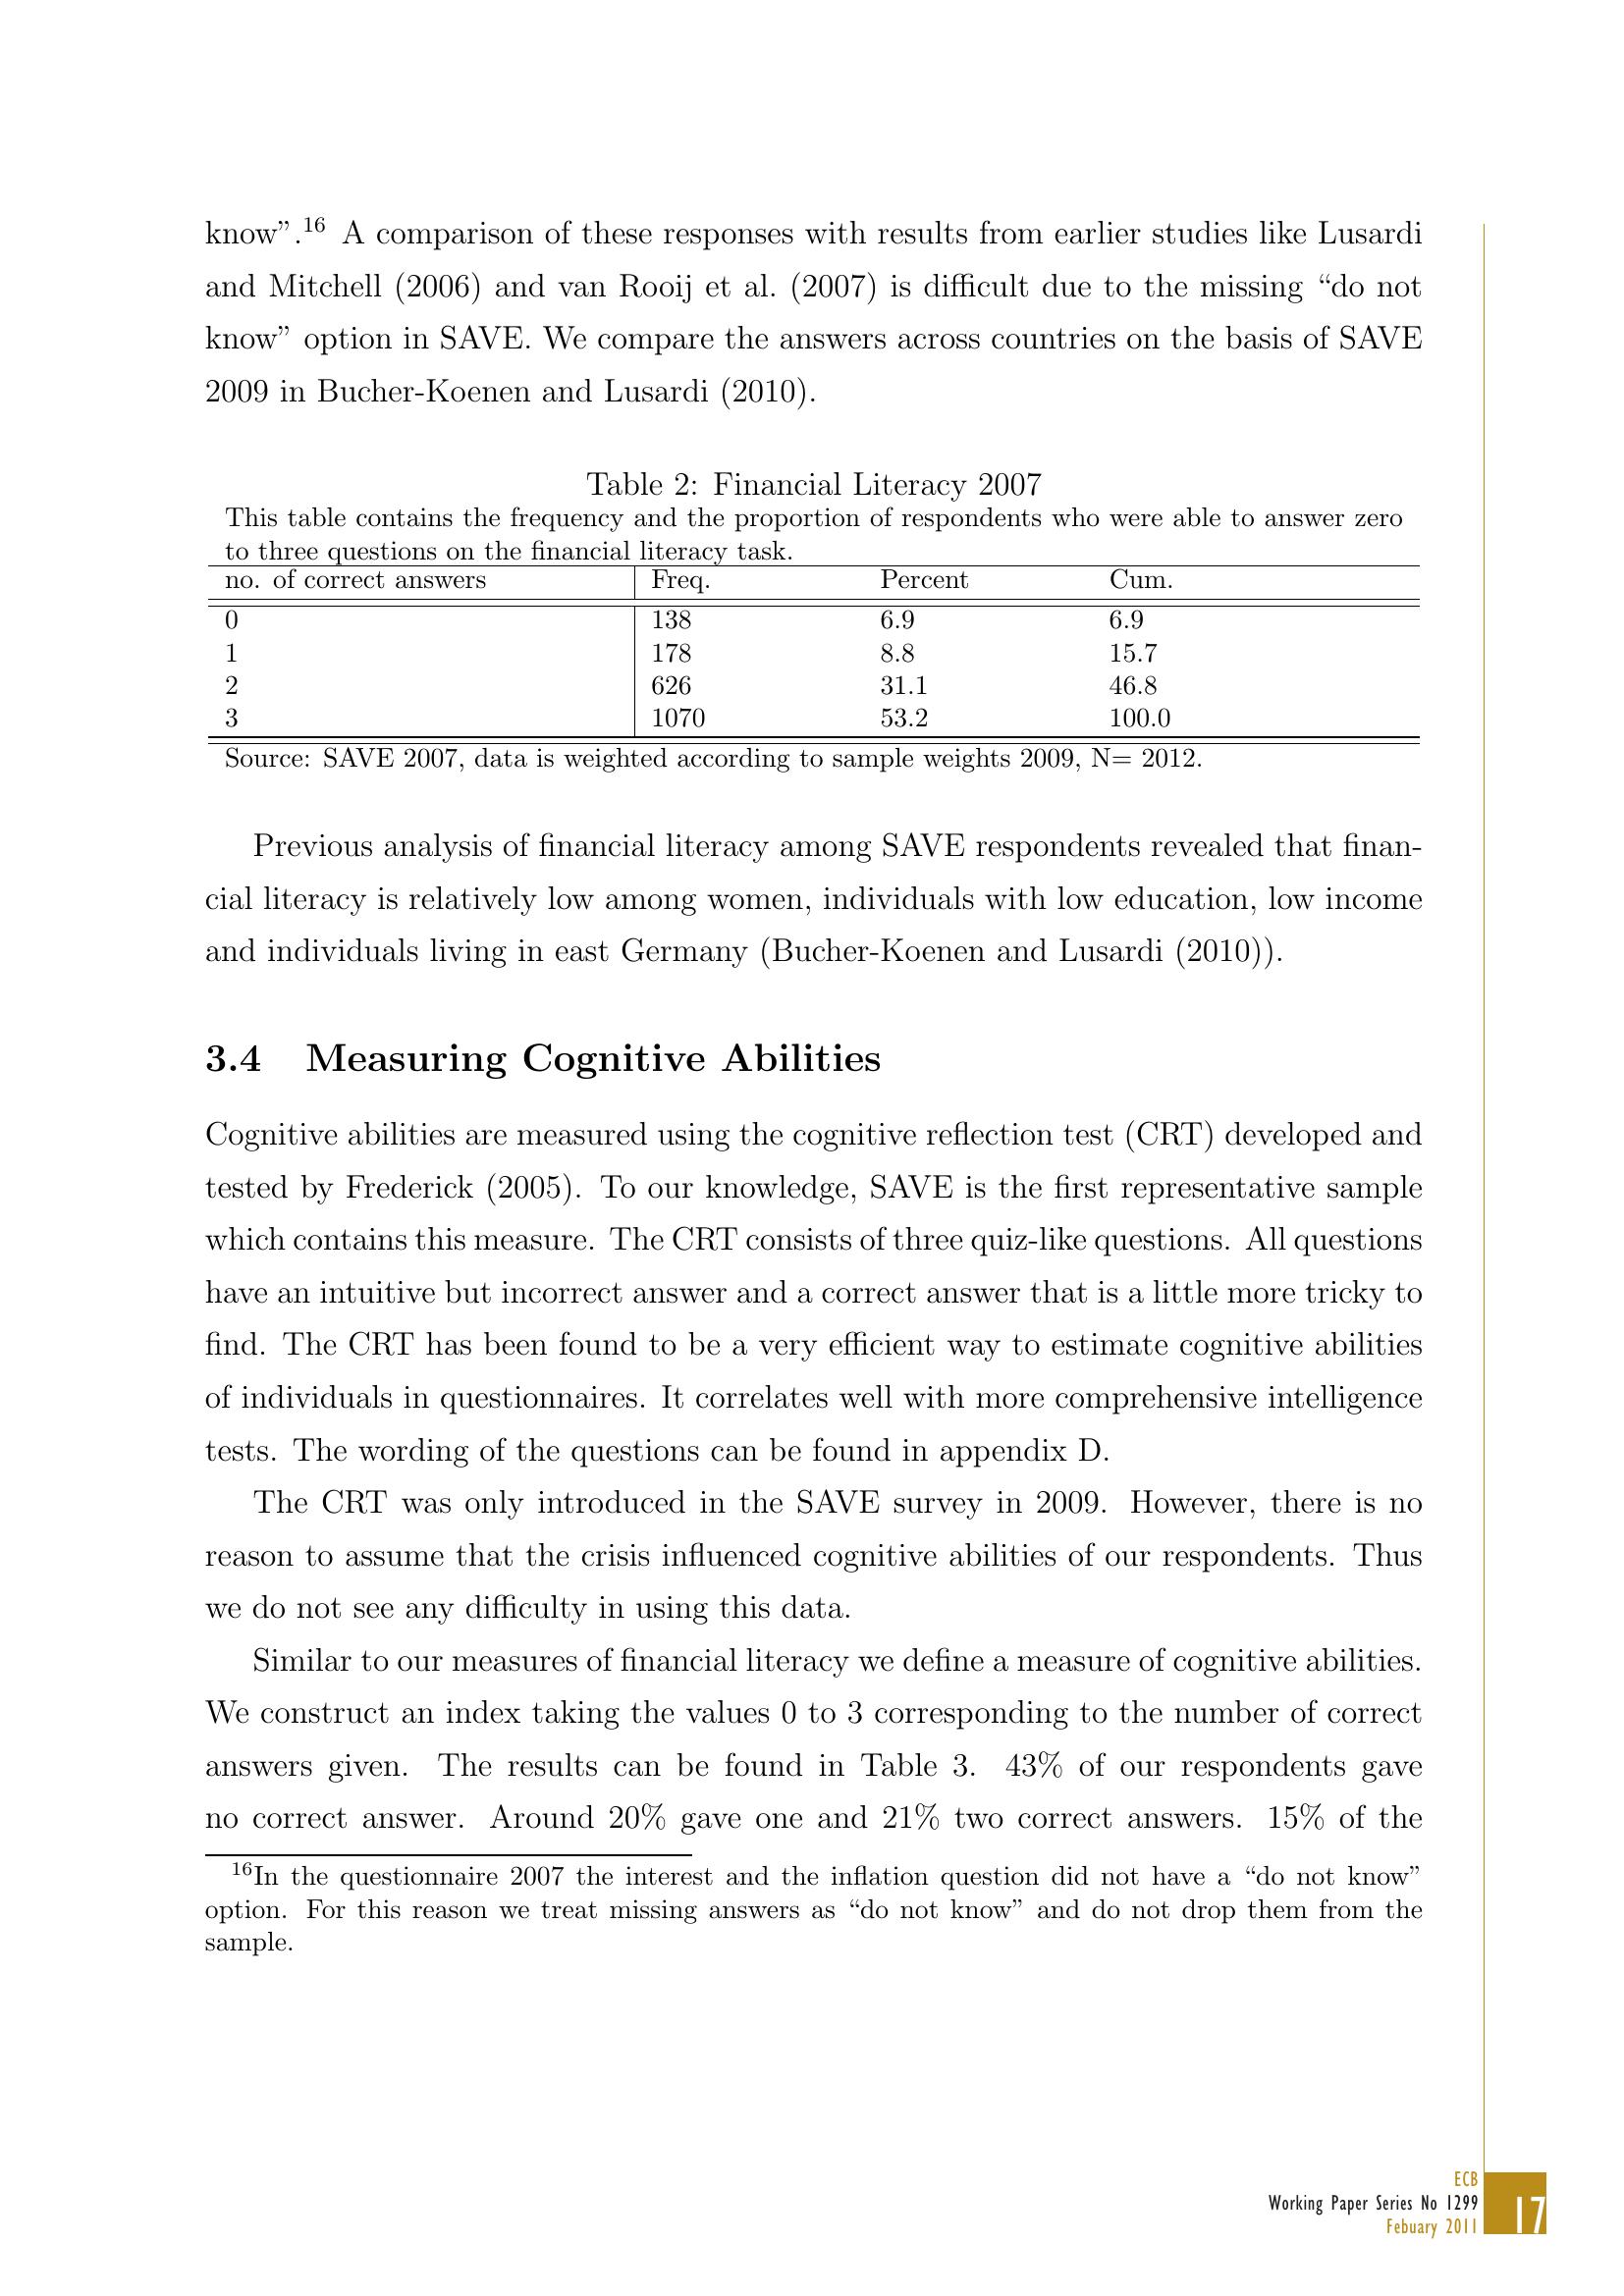 know”.16 A comparison of these responses with results from earlier studies like Lusardi
and Mitchell (2006) and van Rooij et al. (2007) is difficult due to the missing “do not
know” option in SAVE. We compare the answers across countries on the basis of SAVE
2009 in Bucher-Koenen and Lusardi (2010).
Table 2: Financial Literacy 2007
This table contains the frequency and the proportion of respondents who were able to answer zero
to three questions on the financial literacy task.
no. of correct answers Freq. Percent Cum.
0 138 6.9 6.9
1 178 8.8 15.7
2 626 31.1 46.8
3 1070 53.2 100.0
Source: SAVE 2007, data is weighted according to sample weights 2009, N= 2012.
Previous analysis of financial literacy among SAVE respondents revealed that finan-
cial literacy is relatively low among women, individuals with low education, low income
and individuals living in east Germany (Bucher-Koenen and Lusardi (2010)).
3.4 Measuring Cognitive Abilities
Cognitive abilities are measured using the cognitive reflection test (CRT) developed and
tested by Frederick (2005). To our knowledge, SAVE is the first representative sample
which contains this measure. The CRT consists of three quiz-like questions. All questions
have an intuitive but incorrect answer and a correct answer that is a little more tricky to
find. The CRT has been found to be a very efficient way to estimate cognitive abilities
of individuals in questionnaires. It correlates well with more comprehensive intelligence
tests. The wording of the questions can be found in appendix D.
The CRT was only introduced in the SAVE survey in 2009. However, there is no
reason to assume that the crisis influenced cognitive abilities of our respondents. Thus
we do not see any difficulty in using this data.
Similar to our measures of financial literacy we define a measure of cognitive abilities.
We construct an index taking the values 0 to 3 corresponding to the number of correct
answers given. The results can be found in Table 3. 43% of our respondents gave
no correct answer. Around 20% gave one and 21% two correct answers. 15% of the
16In the questionnaire 2007 the interest and the inflation question did not have a “do not know”
option. For this reason we treat missing answers as “do not know” and do not drop them from the
sample.
ECB
Working Paper Series No 1299
Febuary 2011
17